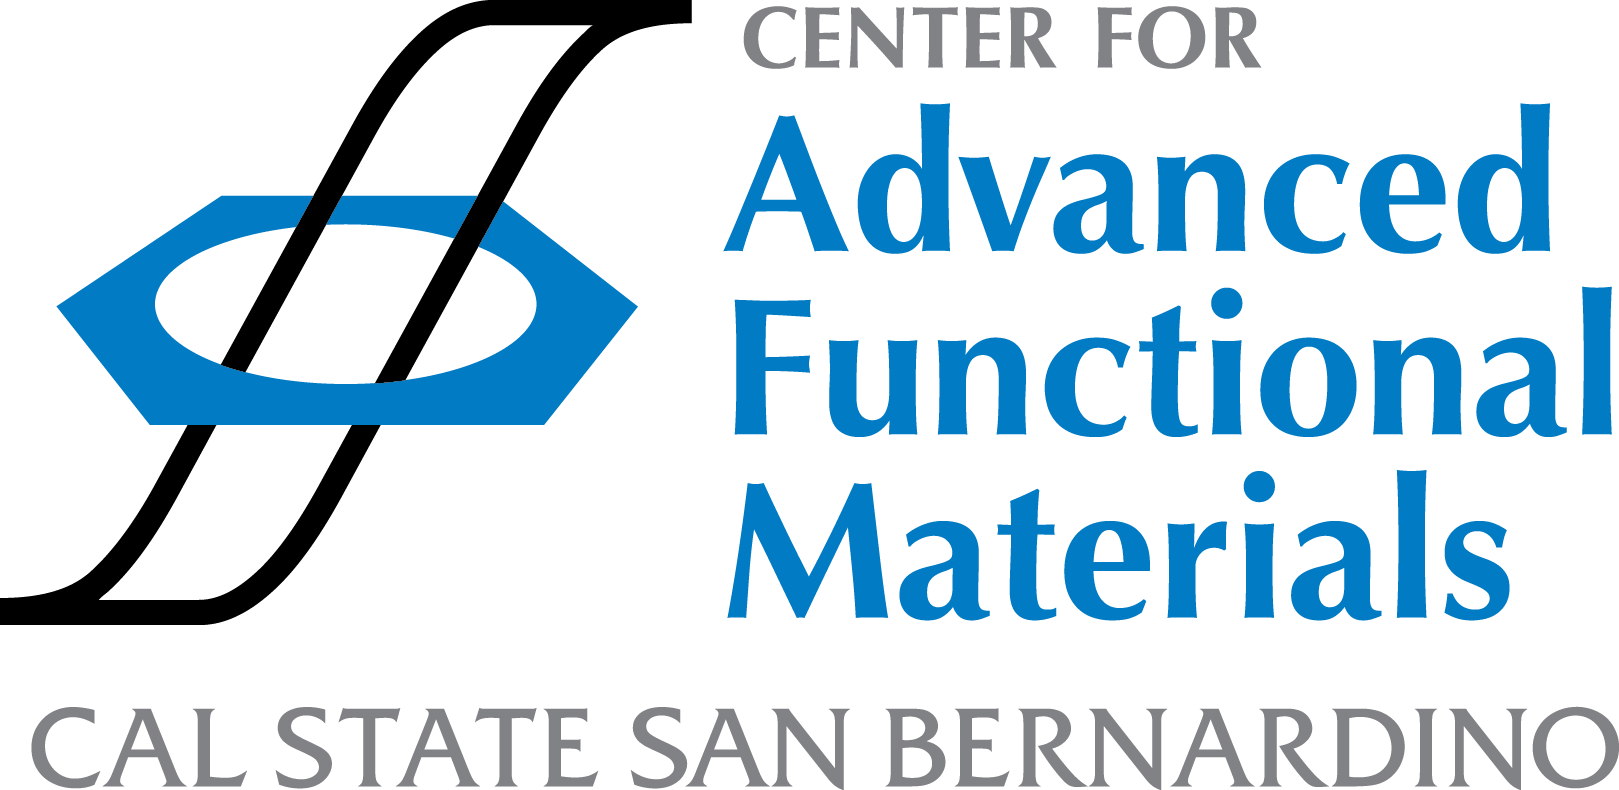 CENTER FOR
Advanced
Functional
Materials
CAL STATE SAN BERNARDINO